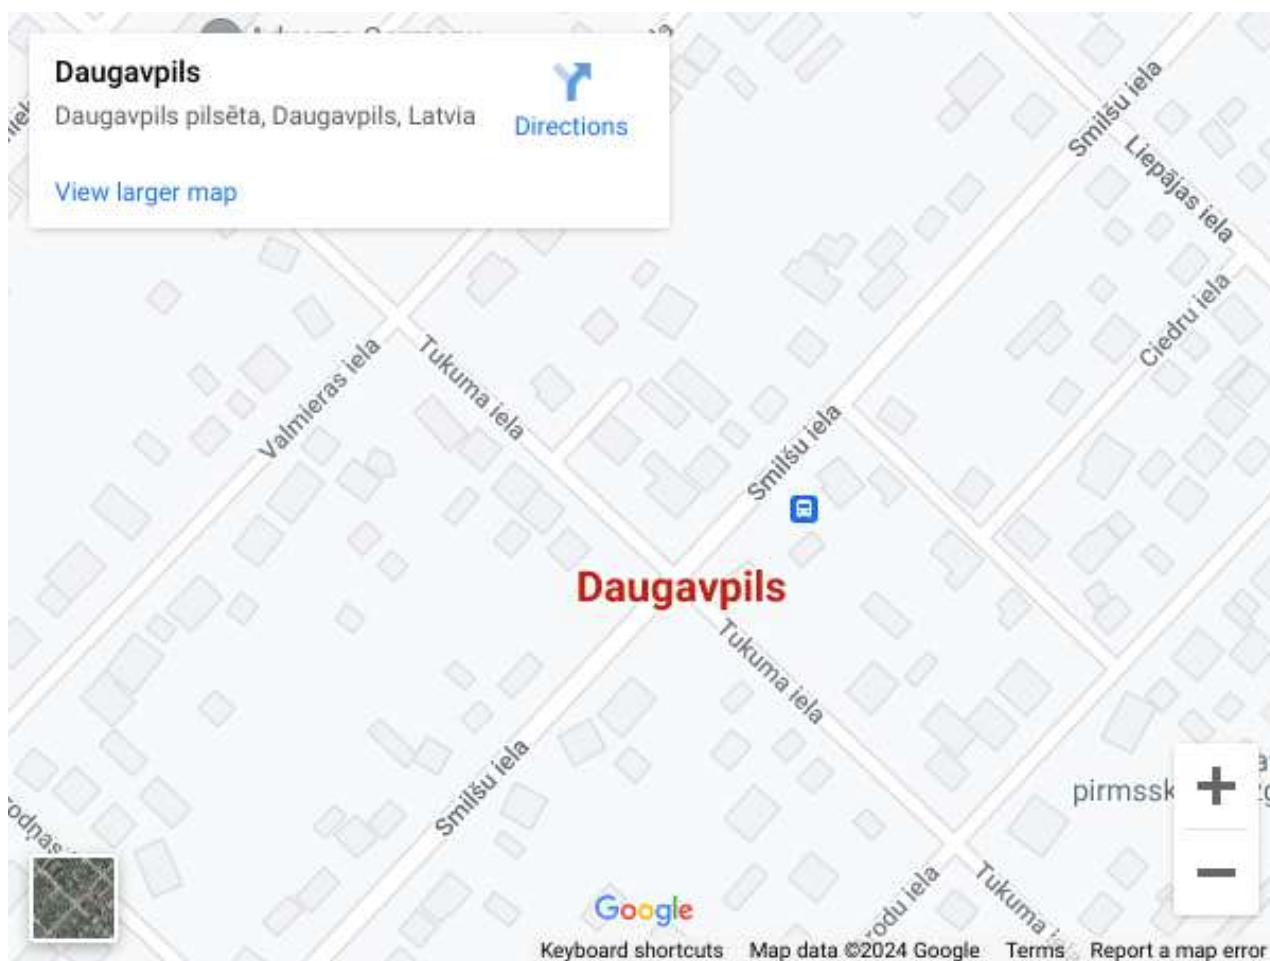 Daugavpils
Daugavpils pilsēta, Daugavpils, Latvia
Directions
View larger map
Smilšu iela
Liepājas iela
Ciedru iela
Tukuma iela
Valmieras iela
Smilšu iela
Daugavpils
Tukuma iela
Smilšu iela
Tukuma
Google
Keyboard shortcuts
Map data ©2024 Google
Terms
Report a map error